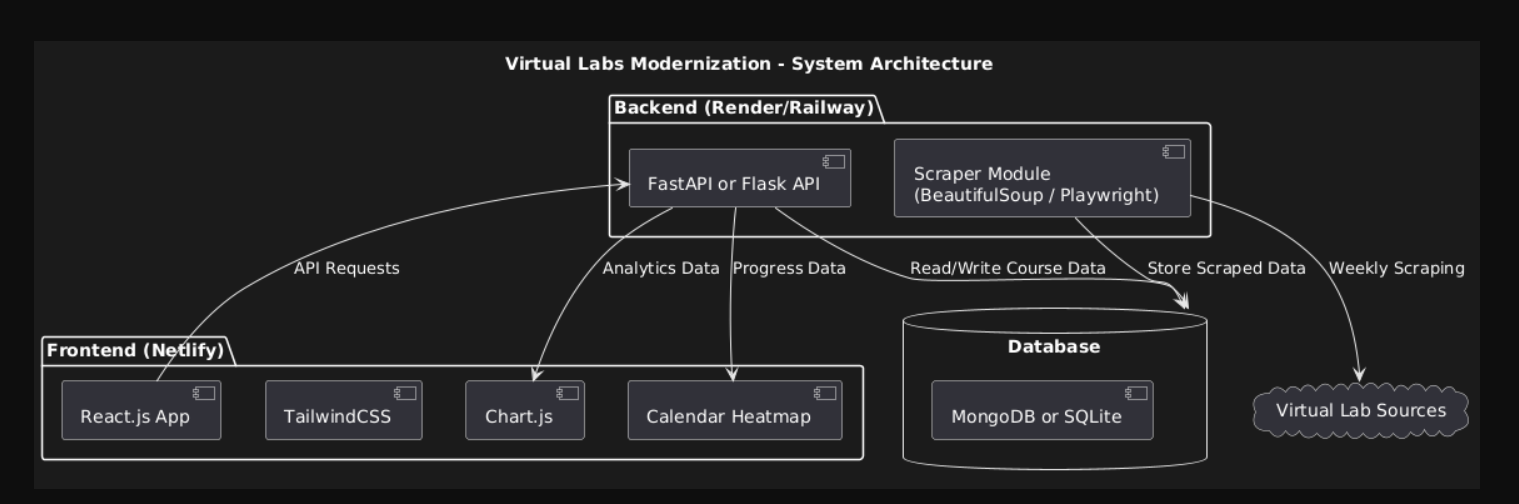 Virtual Labs Modernization - System Architecture
Backend (Render/Railway)
FastAPI or Flask API
Scraper Module
(BeautifulSoup / Playwright)
API Requests
Analytics Data
Progress Data
Read/Write Course Data
Store Scraped Data
Weekly Scraping
Frontend (Netlify)
React.js App
TailwindCSS
Chart.js
Calendar Heatmap
Database
MongoDB or SQLite
Virtual Lab Sources